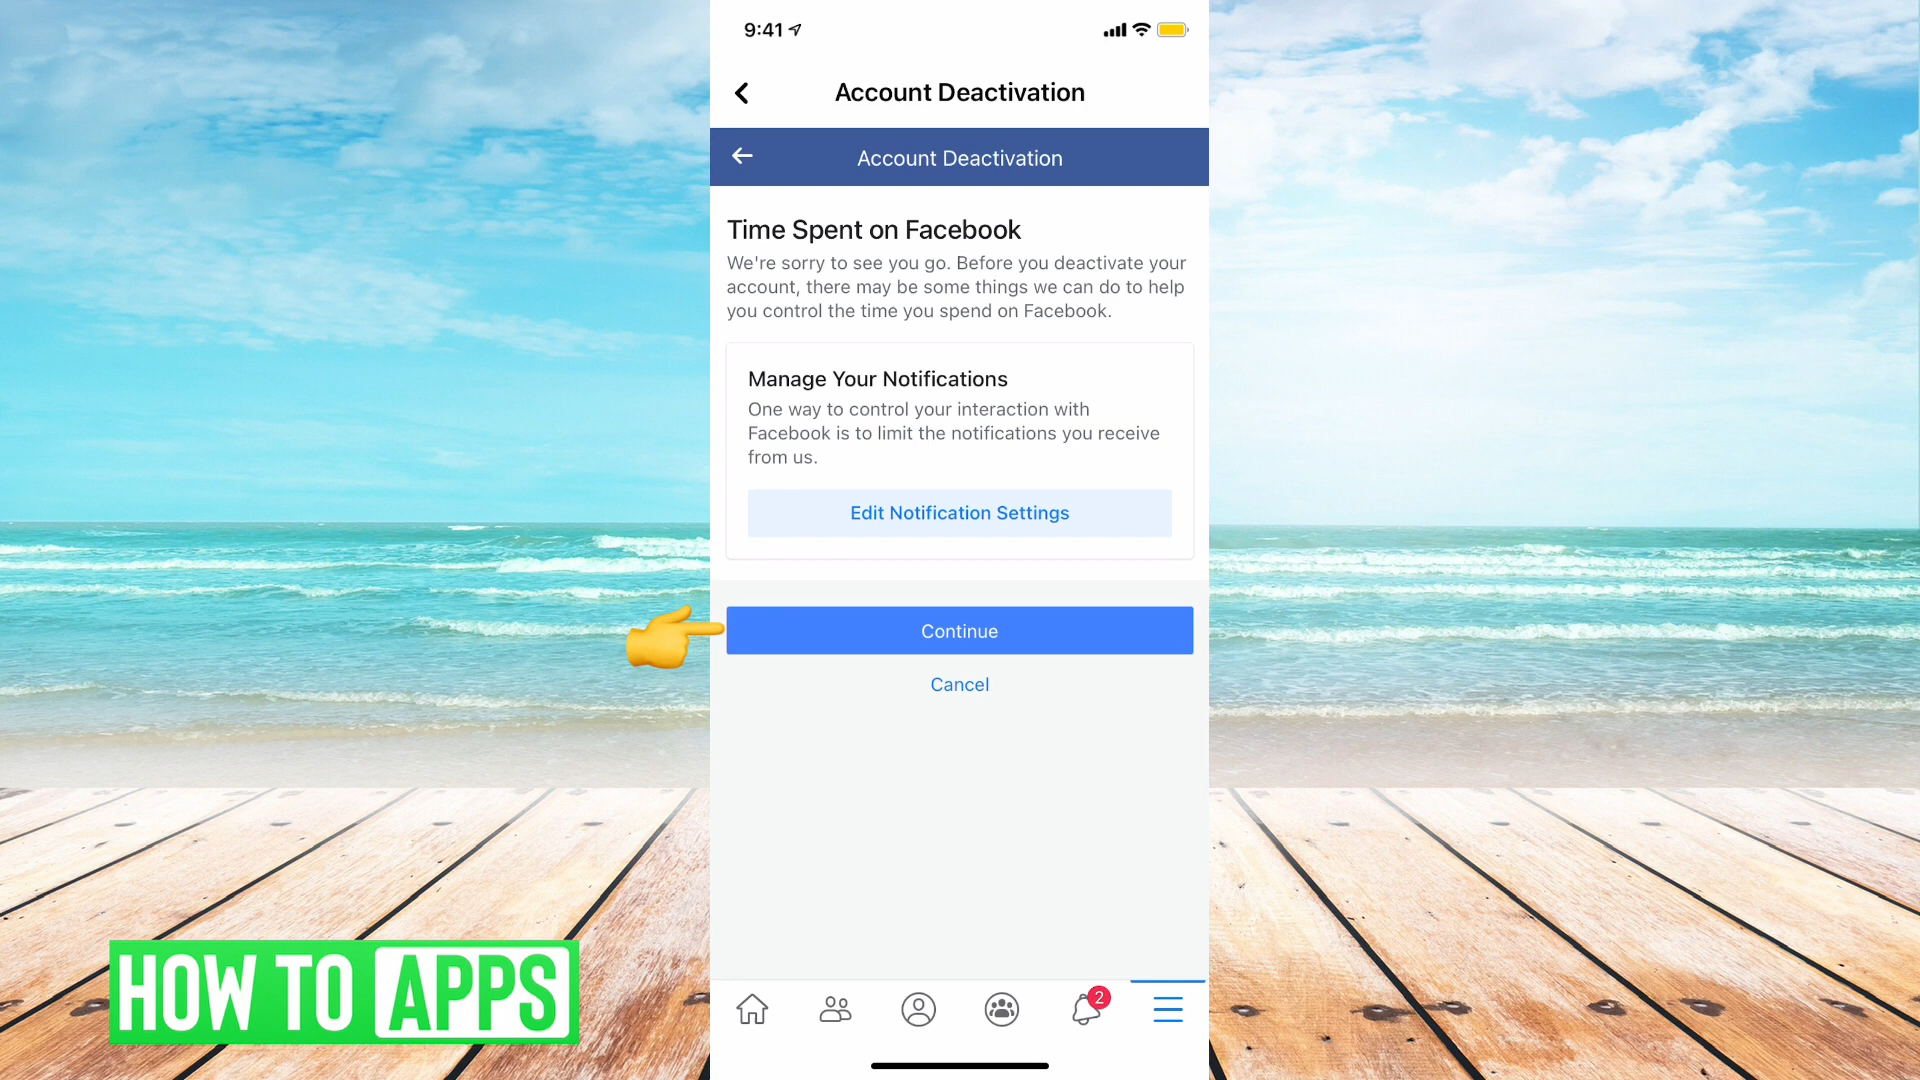 9:41
Account Deactivation
Account Deactivation
Time Spent on Facebook
We're sorry to see you go. Before you deactivate your
account, there may be some things we can do to help
you control the time you spend on Facebook.
Manage Your Notifications
One way to control your interaction with
Facebook is to limit the notifications you receive
from us.
Edit Notification Settings
Continue
Cancel
2
HOW TO APPS